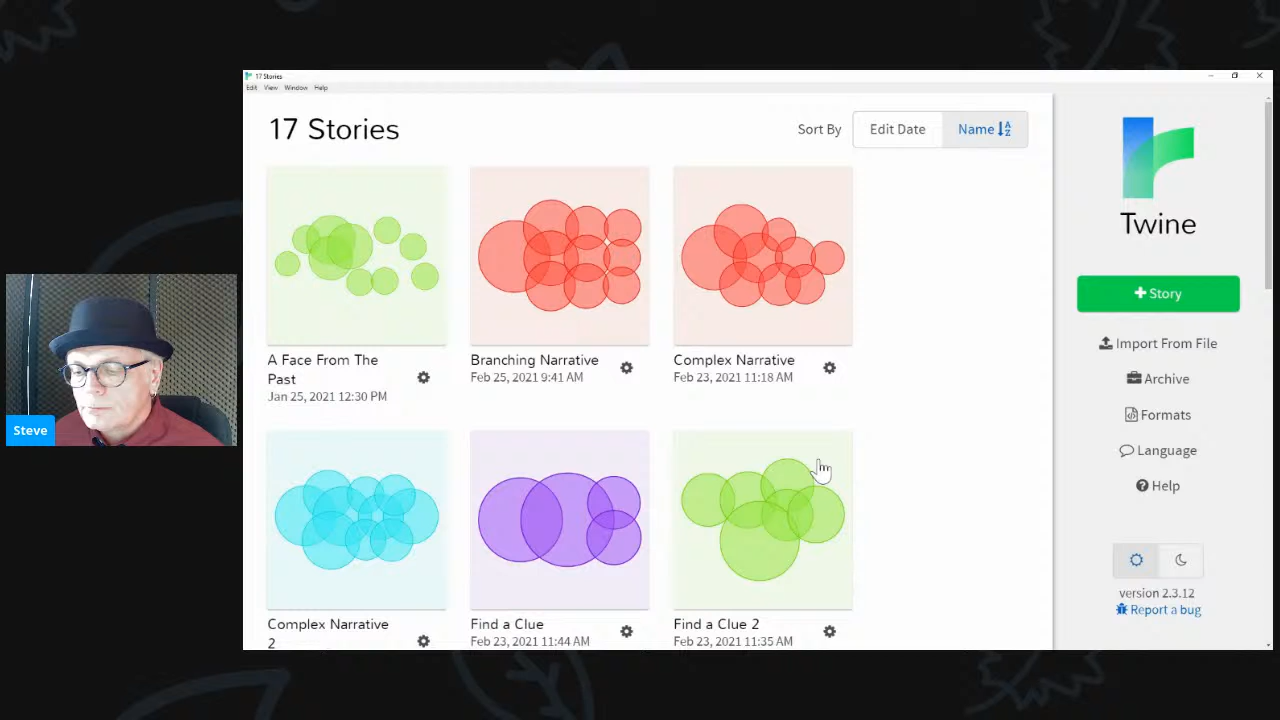 17 Stories
Edit View Window Help
17 Stories
Sort By Edit Date Name
A Face From The
Past
Jan 25, 2021 12:30 PM
Branching Narrative
Feb 25, 2021 9:41 AM
Complex Narrative
Feb 23, 2021 11:18 AM
Complex Narrative
2
Find a Clue
Feb 23, 2021 11:44 AM
Find a Clue 2
Feb 23, 2021 11:35 AM
Twine
+ Story
Import From File
Archive
Formats
Language
Help
version 2.3.12
Report a bug
Steve